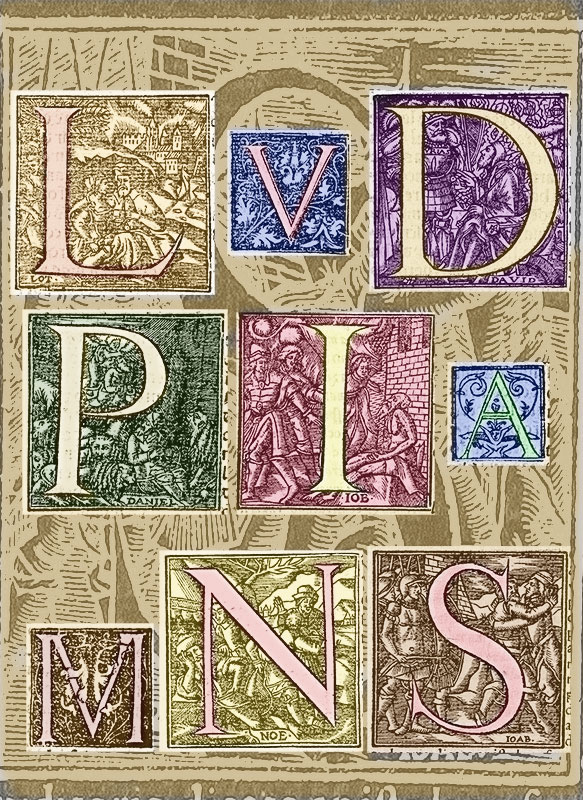 L V D
LOT.
DAVID
P I A
DANIEL
IOB
M N S
NOE.
IOAB.